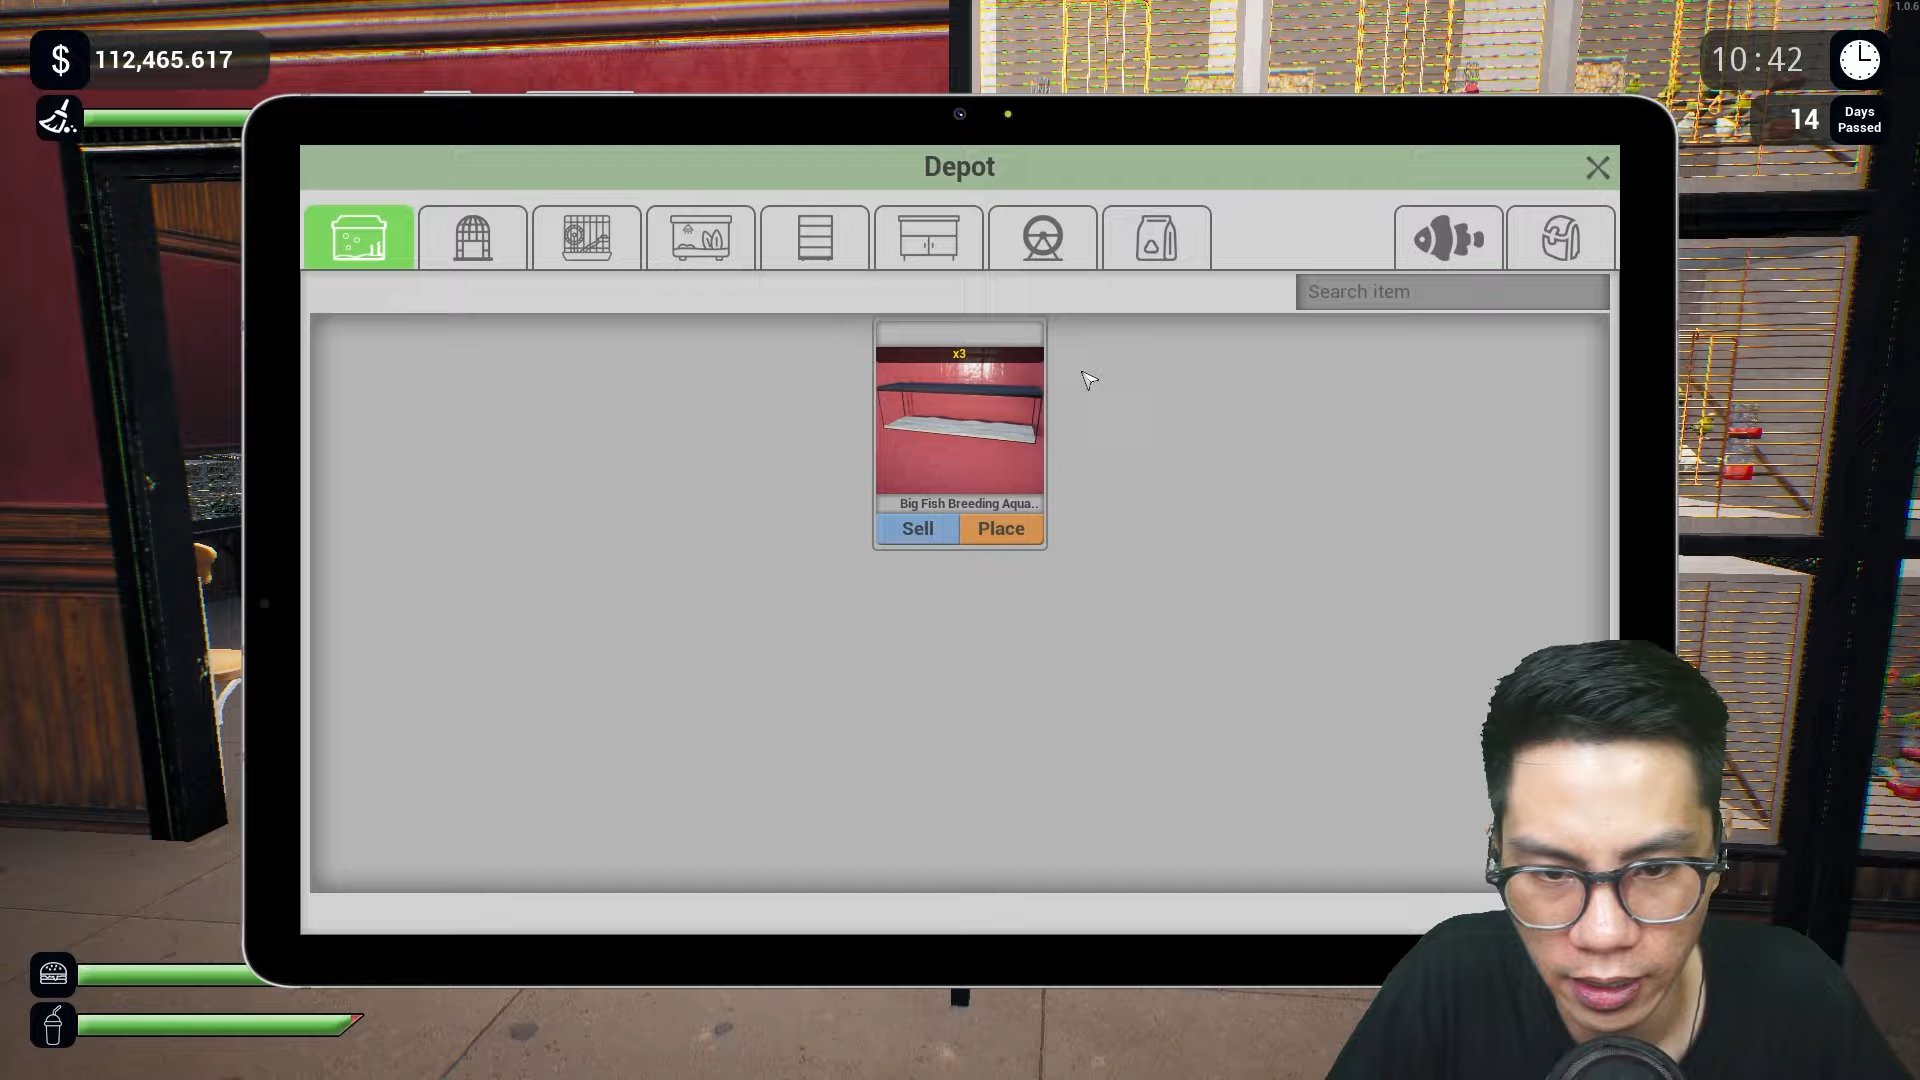 1.0.6
$ 112,465.617
10:42
14 Days Passed
Depot
Search item
x3
Big Fish Breeding Aqua..
Sell Place